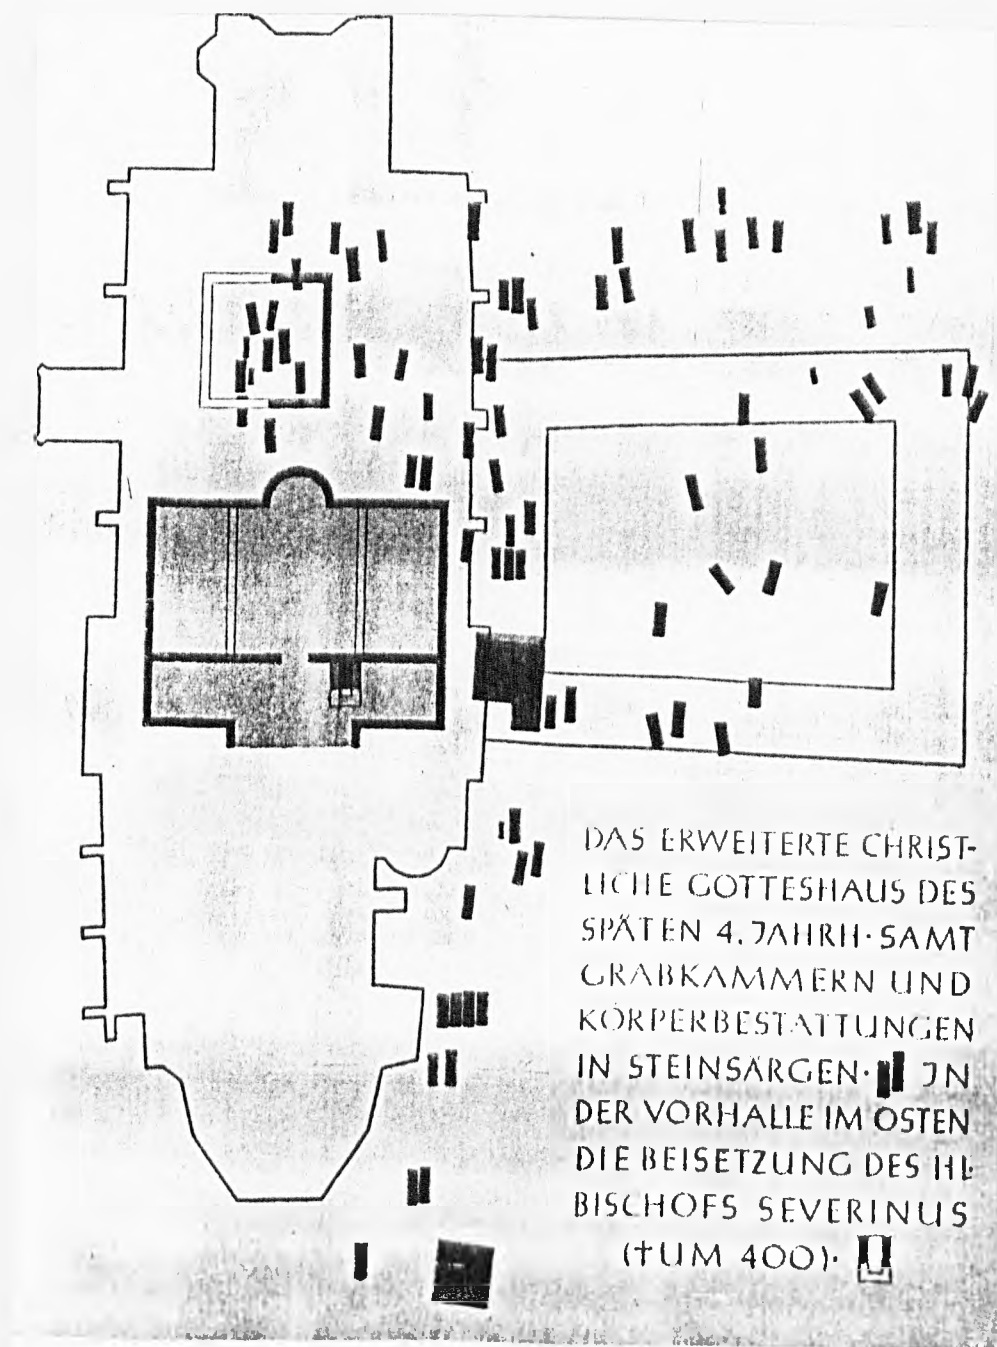 DAS ERWEITERTE CHRIST-
LICHE GOTTESHAUS DES
SPÄTEN 4. JAHRH· SAMT
GRABKAMMERN UND
KÖRPERBESTATTUNGEN
IN STEINSÄRGEN· IN
DER VORHALLE IM OSTEN
DIE BEISETZUNG DES HL·
BISCHOFS SEVERINUS
(†UM 400)·